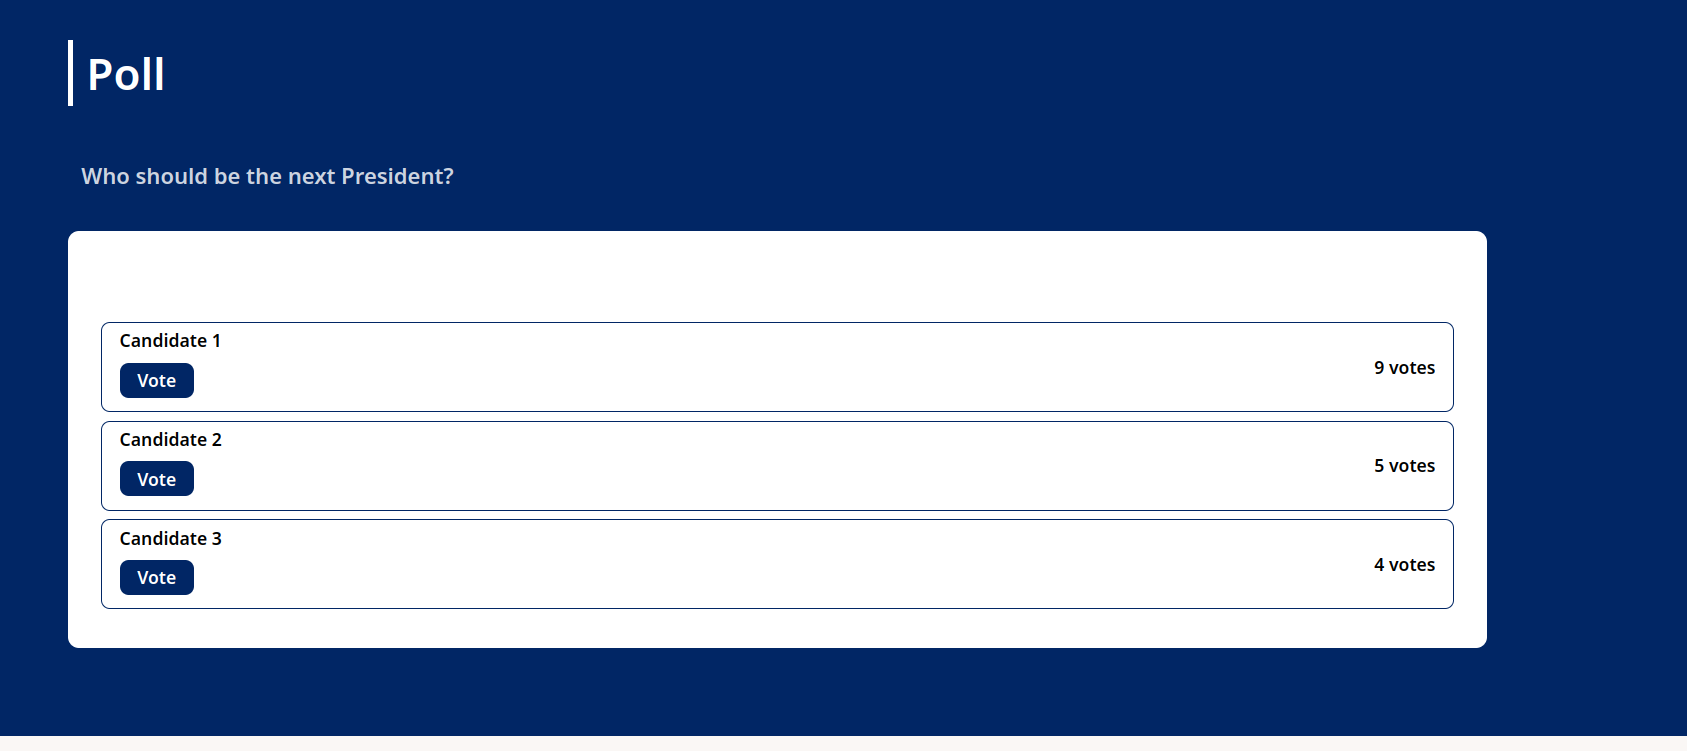 Poll
Who should be the next President?
Candidate 1
Vote
9 votes
Candidate 2
Vote
5 votes
Candidate 3
Vote
4 votes